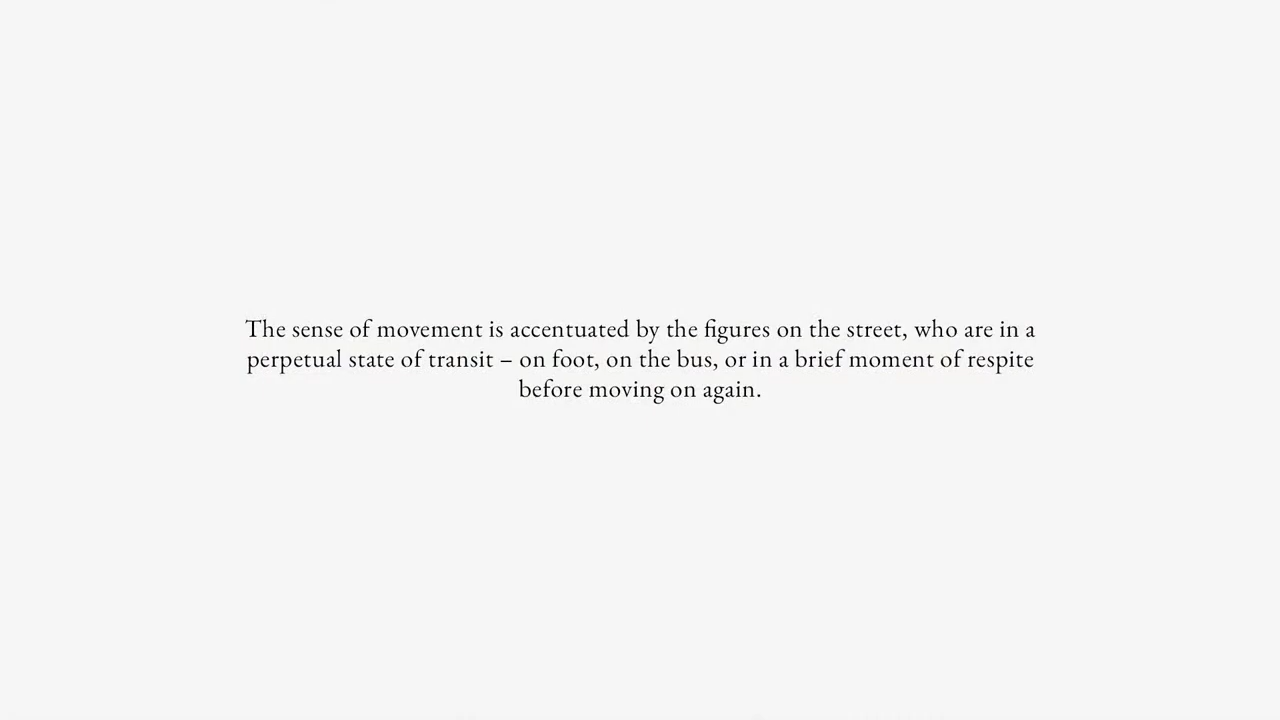 The sense of movement is accentuated by the figures on the street, who are in a
perpetual state of transit – on foot, on the bus, or in a brief moment of respite
before moving on again.